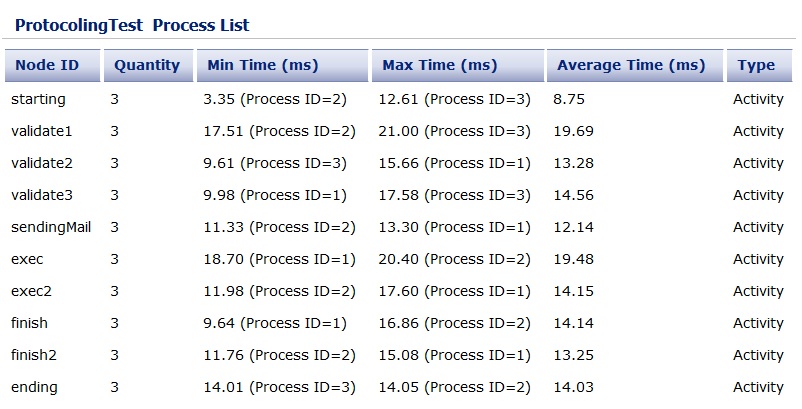 ProtocolingTest Process List
Node ID Quantity Min Time (ms) Max Time (ms) Average Time (ms) Type
starting 3 3.35 (Process ID=2) 12.61 (Process ID=3) 8.75 Activity
validate1 3 17.51 (Process ID=2) 21.00 (Process ID=3) 19.69 Activity
validate2 3 9.61 (Process ID=3) 15.66 (Process ID=1) 13.28 Activity
validate3 3 9.98 (Process ID=1) 17.58 (Process ID=3) 14.56 Activity
sendingMail 3 11.33 (Process ID=2) 13.30 (Process ID=1) 12.14 Activity
exec 3 18.70 (Process ID=1) 20.40 (Process ID=2) 19.48 Activity
exec2 3 11.98 (Process ID=2) 17.60 (Process ID=1) 14.15 Activity
finish 3 9.64 (Process ID=1) 16.86 (Process ID=2) 14.14 Activity
finish2 3 11.76 (Process ID=2) 15.08 (Process ID=1) 13.25 Activity
ending 3 14.01 (Process ID=3) 14.05 (Process ID=2) 14.03 Activity